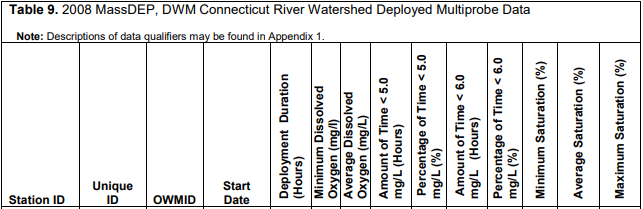 Table 9. 2008 MassDEP, DWM Connecticut River Watershed Deployed Multiprobe Data
Note: Descriptions of data qualifiers may be found in Appendix 1.
Station ID
Unique
ID
OWMID
Start
Date
Deployment Duration
(Hours)
Minimum Dissolved
Oxygen (mg/l)
Average Dissolved
Oxygen (mg/L)
Amount of Time < 5.0
mg/L (Hours)
Percentage of Time < 5.0
mg/L (%)
Amount of Time < 6.0
mg/L (Hours)
Percentage of Time < 6.0
mg/L (%)
Minimum Saturation (%)
Average Saturation (%)
Maximum Saturation (%)